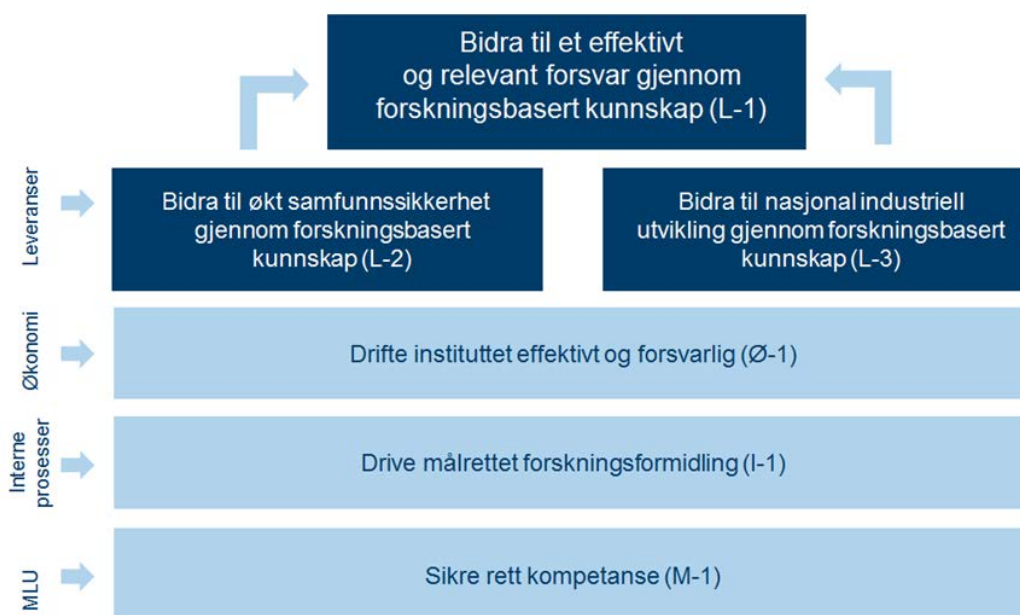 Bidra til et effektivt
og relevant forsvar gjennom
forskningsbasert kunnskap (L-1)
Leveranser
Bidra til økt samfunnssikkerhet
gjennom forskningsbasert
kunnskap (L-2)
Bidra til nasjonal industriell
utvikling gjennom forskningsbasert
kunnskap (L-3)
Økonomi
Drifte instituttet effektivt og forsvarlig (Ø-1)
Interne
prosesser
Drive målrettet forskningsformidling (I-1)
MLU
Sikre rett kompetanse (M-1)